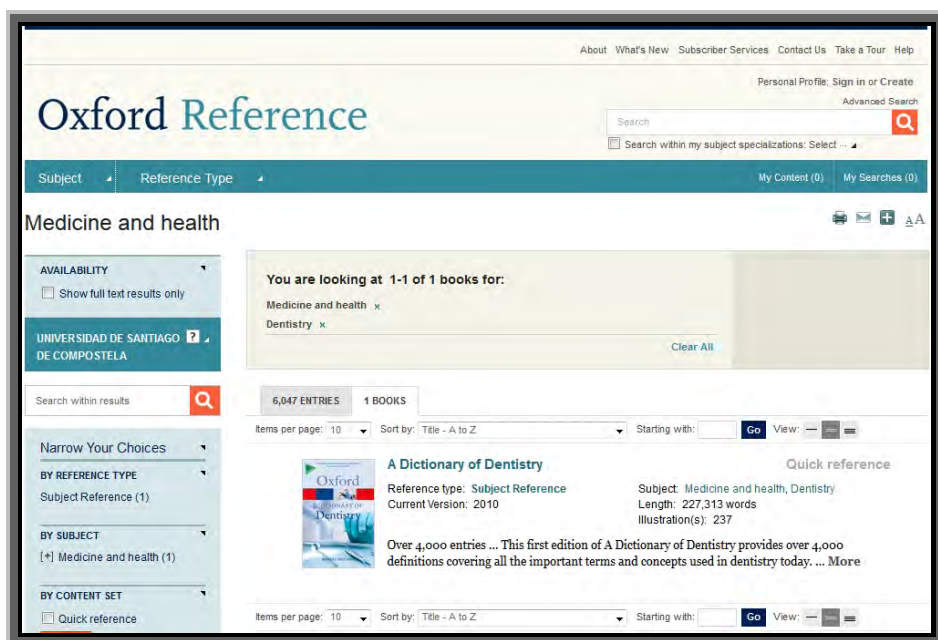 About What's New Subscriber Services Contact Us Take a Tour Help
Personal Profile: Sign in or Create
Advanced Search
Oxford Reference
Search
Search within my subject specializations: Select ...
Subject Reference Type My Content (0) My Searches (0)
Medicine and health
AA
AVAILABILITY
Show full text results only
UNIVERSIDAD DE SANTIAGO ?
DE COMPOSTELA
Search within results
Narrow Your Choices
BY REFERENCE TYPE
Subject Reference (1)
BY SUBJECT
[+] Medicine and health (1)
BY CONTENT SET
Quick reference
You are looking at 1-1 of 1 books for:
Medicine and health x
Dentistry x
Clear All
6,047 ENTRIES 1 BOOKS
Items per page: 10 Sort by: Title - A to Z Starting with: Go View:
Oxford
DICTIONARY OF
Dentistry
A Dictionary of Dentistry Quick reference
Reference type: Subject Reference Subject: Medicine and health, Dentistry
Current Version: 2010 Length: 227,313 words
Illustration(s): 237
Over 4,000 entries ... This first edition of A Dictionary of Dentistry provides over 4,000
definitions covering all the important terms and concepts used in dentistry today. ... More
Items per page: 10 Sort by: Title - A to Z Starting with: Go View: